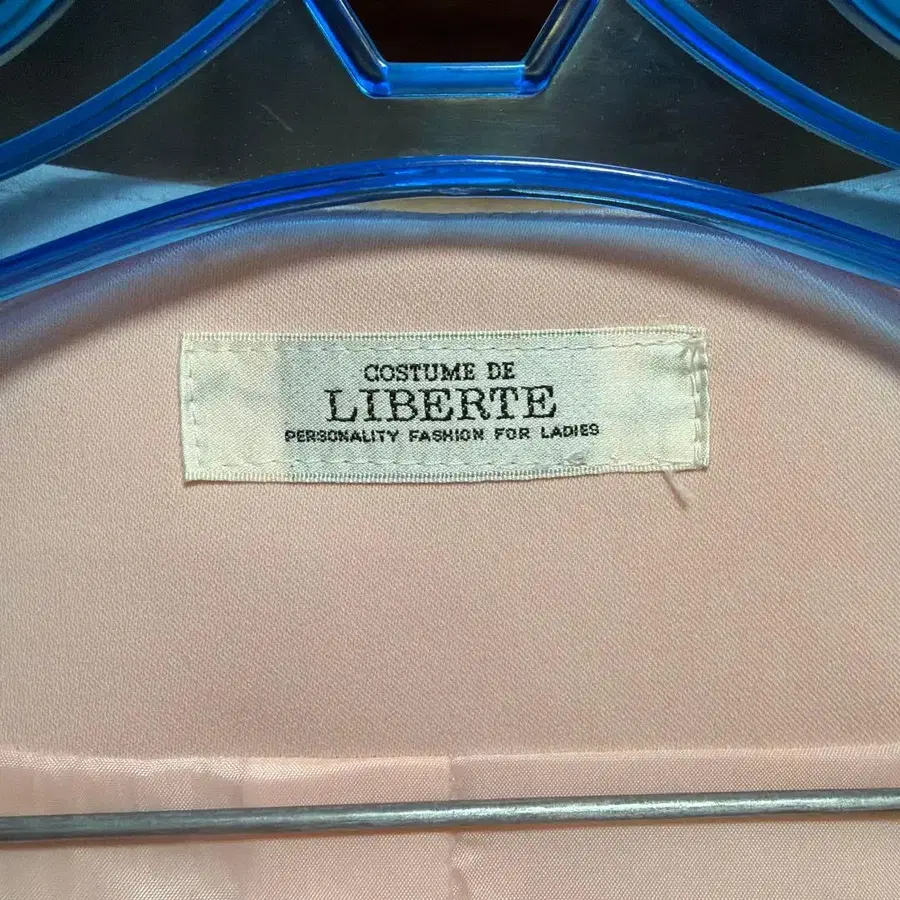 COSTUME DE
LIBERTE
PERSONALITY FASHION FOR LADIES